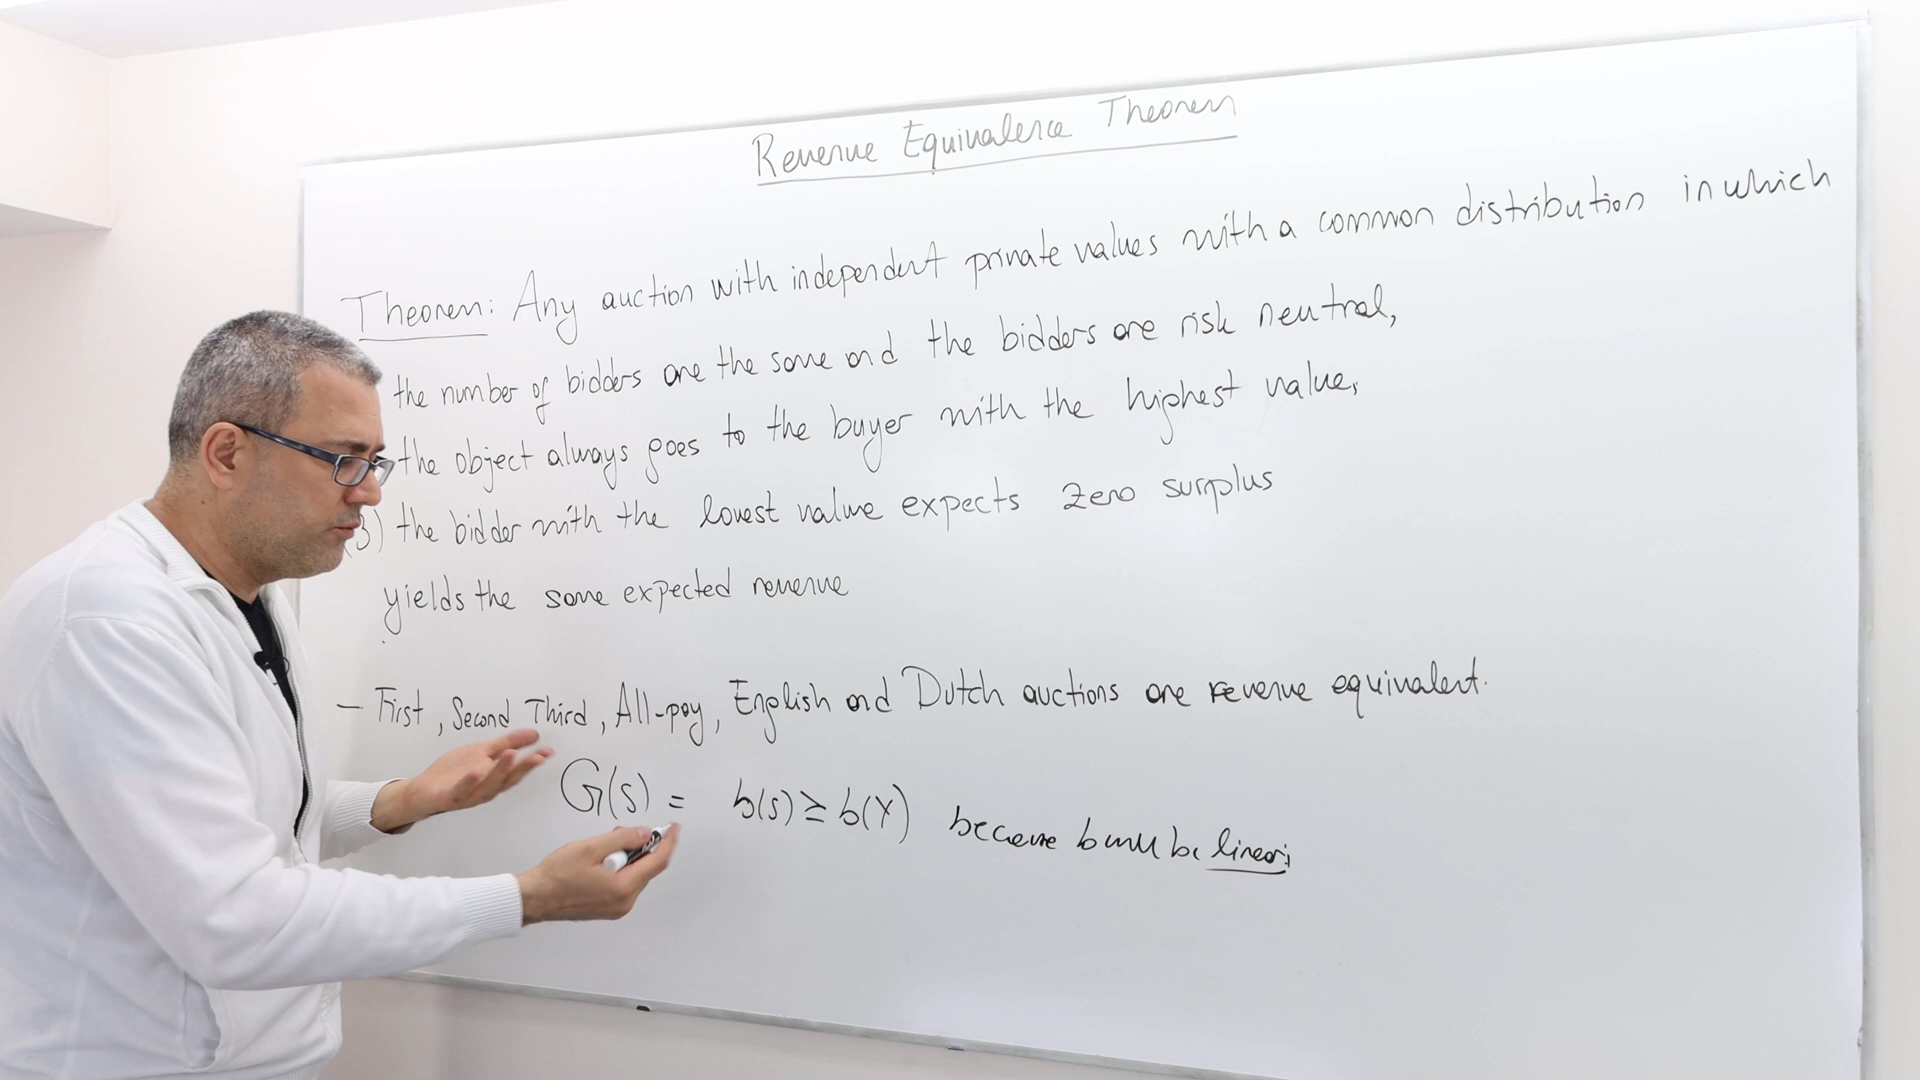 Revenue Equivalence Theorem
Theorem: Any auction with independent private values with a common distribution in which
the number of bidders are the same and the bidders are risk neutral,
the object always goes to the buyer with the highest value,
3) the bidder with the lowest value expects zero surplus
yields the same expected revenue
- First, Second Third, All-pay, English and Dutch auctions are revenue equivalent.
G(s) = b(s) ≥ b(Y) because b must be linear;